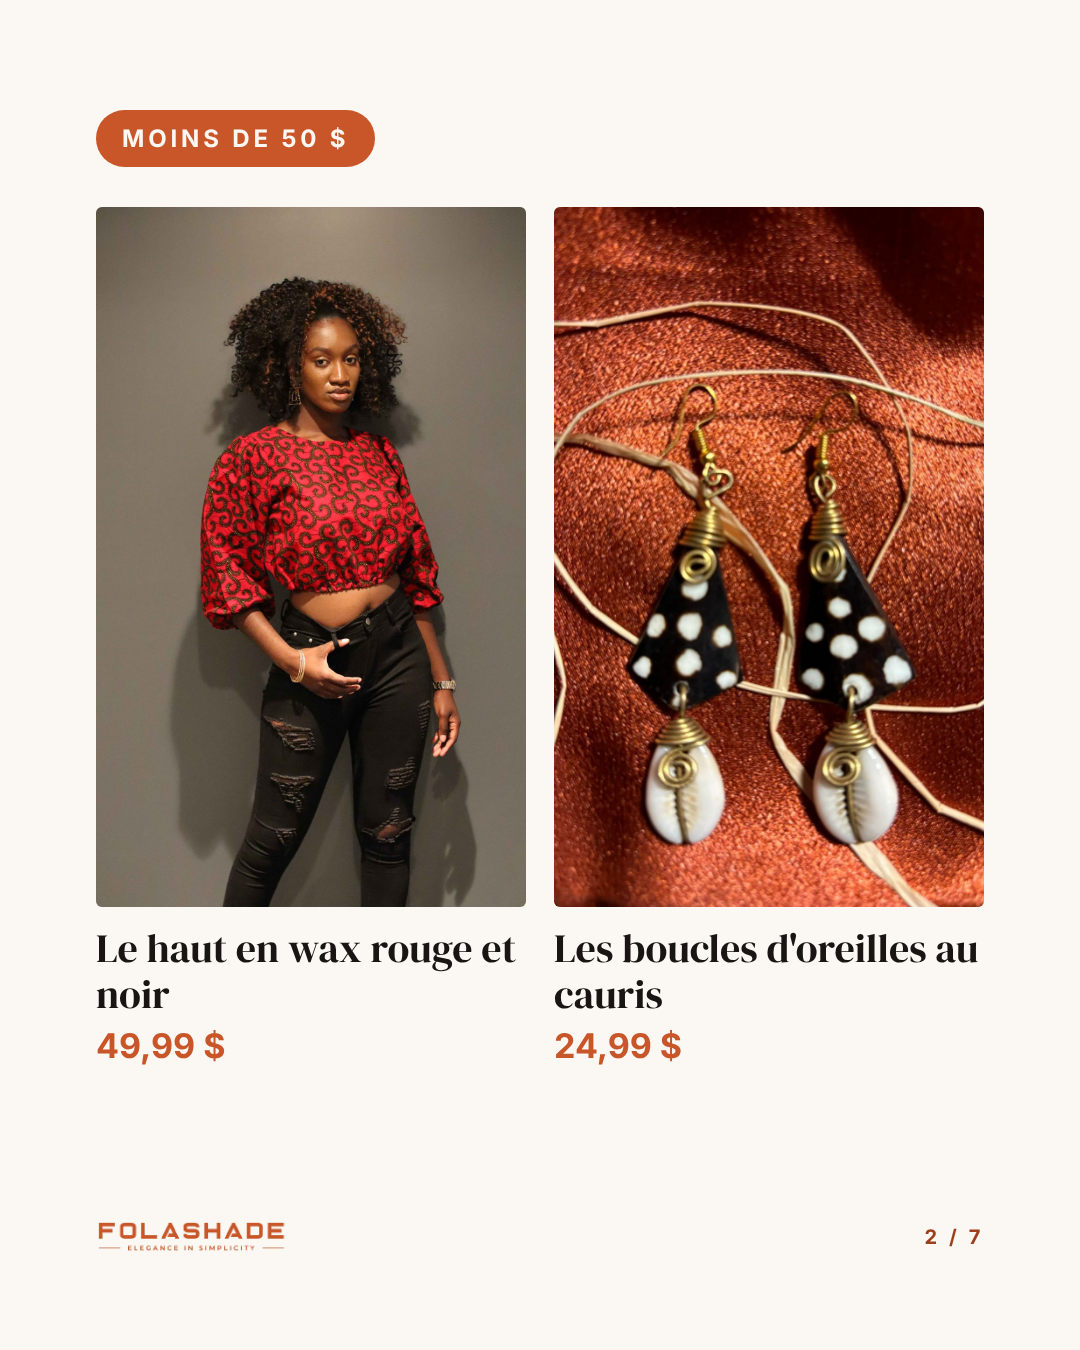 MOINS DE 50 $
Le haut en wax rouge et
noir
49,99 $
Les boucles d'oreilles au
cauris
24,99 $
FOLASHADE
ELEGANCE IN SIMPLICITY
2 / 7